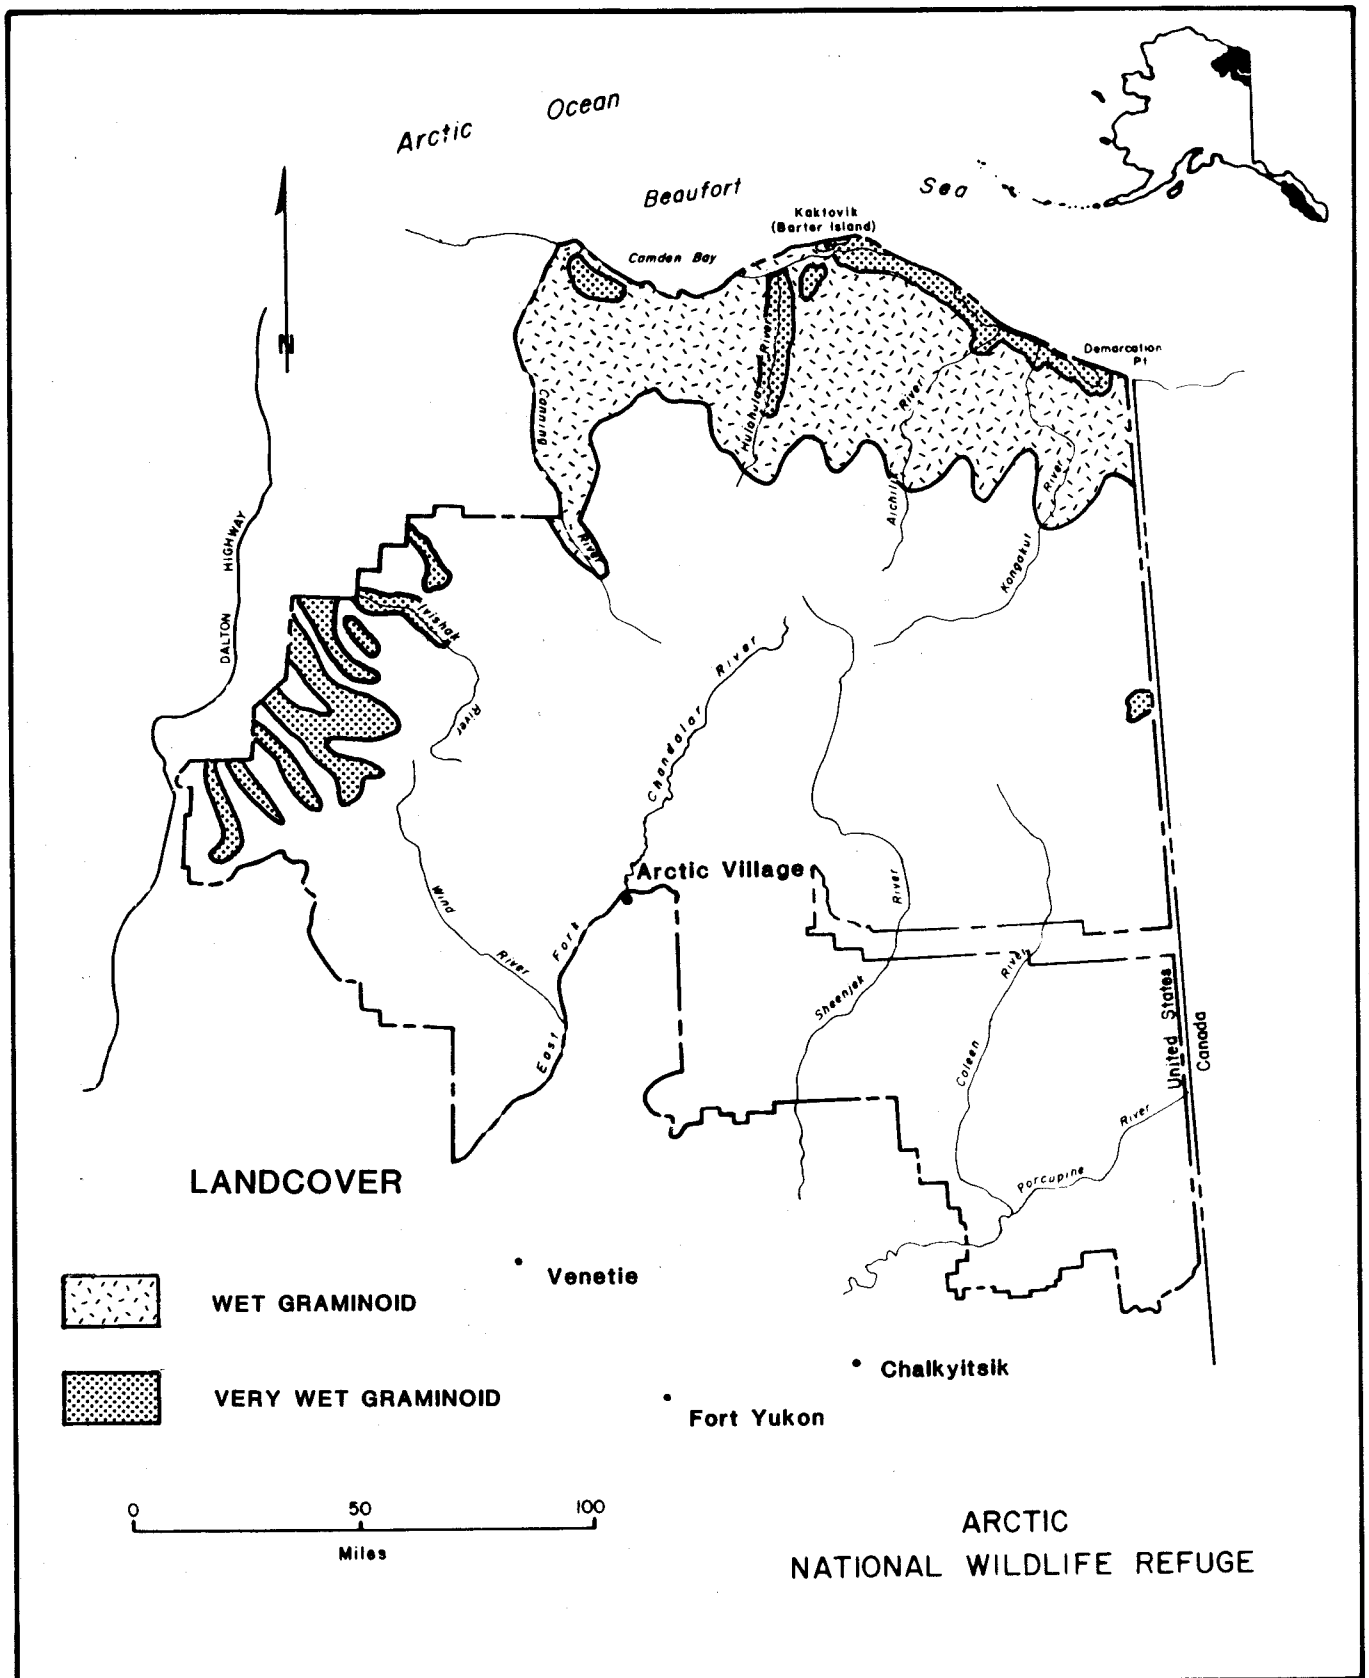 Arctic Ocean
Beaufort Sea
Kaktovik
(Barter Island)
Camden Bay
Demarcation
Pt
N
Canning
River
Hulahula River
Aichilik River
Kongakut River
DALTON HIGHWAY
Ivishak
River
Chandalar River
Arctic Village
Wind
River
East Fork
Sheenjek
River
Coleen
River
United States
Canada
Porcupine
River
LANDCOVER
Venetie
WET GRAMINOID
Chalkyitsik
VERY WET GRAMINOID
Fort Yukon
0 50 100
Miles
ARCTIC
NATIONAL WILDLIFE REFUGE